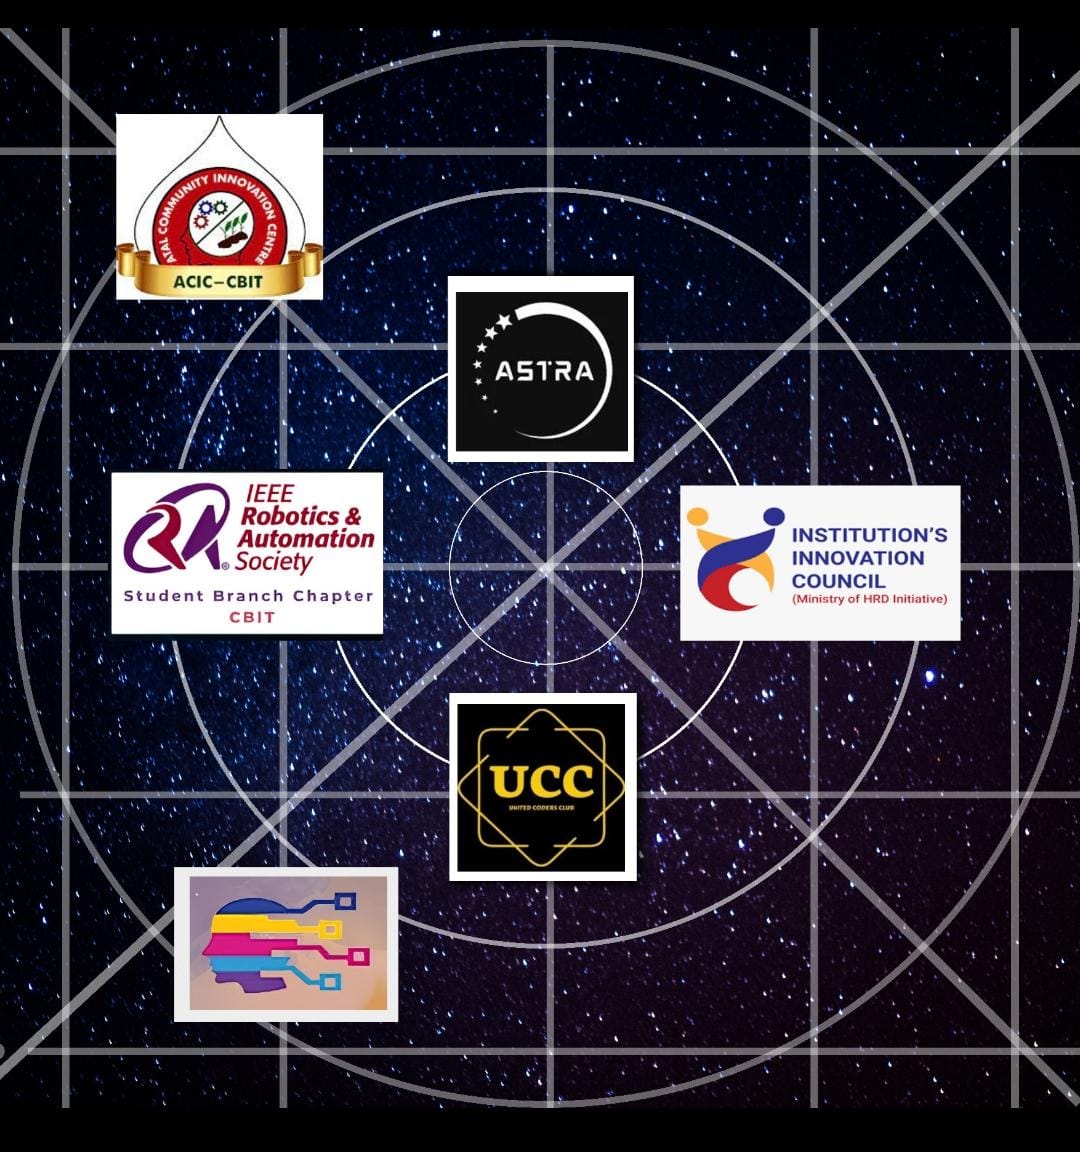 ATAL COMMUNITY INNOVATION CENTRE
ACIC-CBIT
ASTRA
IEEE
Robotics &
Automation
Society
®
Student Branch Chapter
CBIT
INSTITUTION'S
INNOVATION
COUNCIL
(Ministry of HRD Initiative)
UCC
UNITED CODERS CLUB